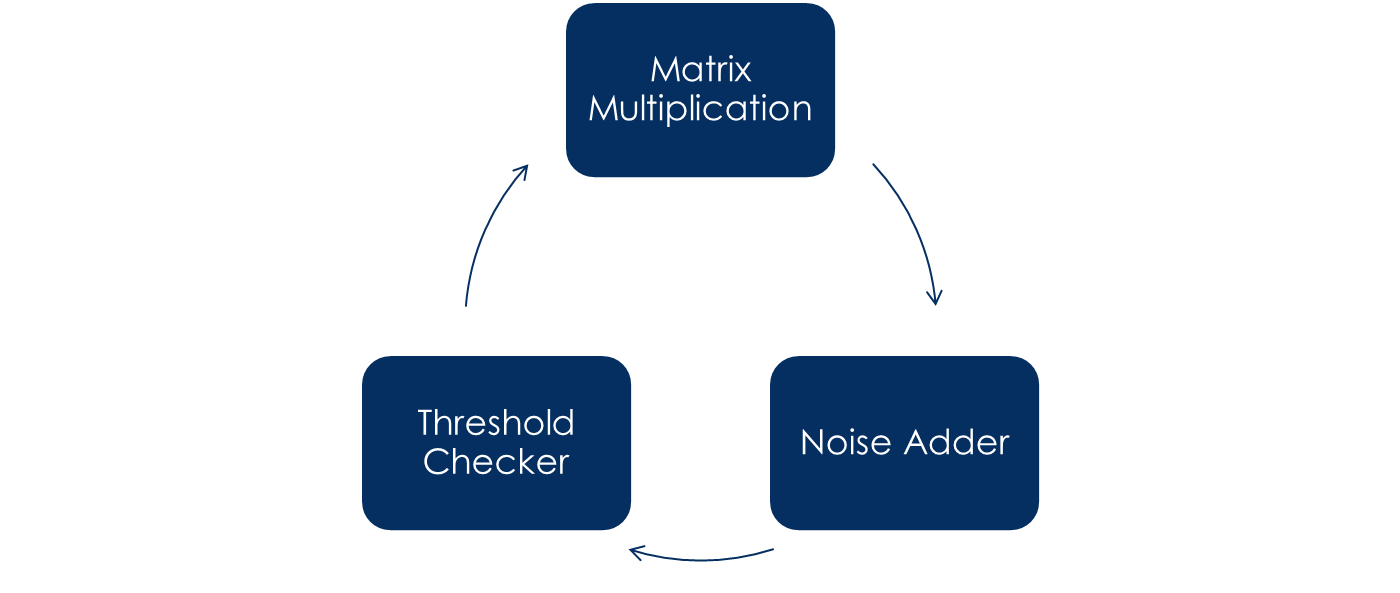 Matrix
Multiplication
Threshold
Checker
Noise Adder